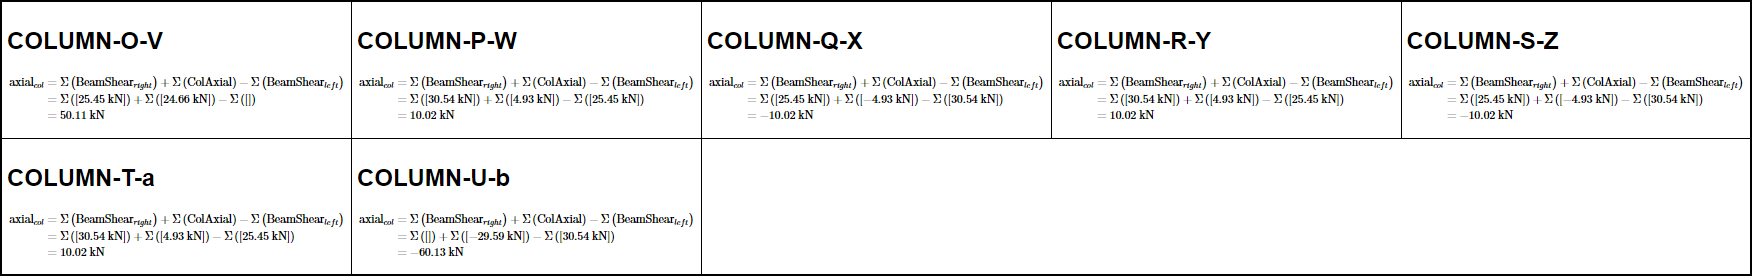 COLUMN-O-V
axial_col = Σ (BeamShear_right) + Σ (ColAxial) − Σ (BeamShear_left)
= Σ ([25.45 kN]) + Σ ([24.66 kN]) − Σ ([])
= 50.11 kN
COLUMN-P-W
axial_col = Σ (BeamShear_right) + Σ (ColAxial) − Σ (BeamShear_left)
= Σ ([30.54 kN]) + Σ ([4.93 kN]) − Σ ([25.45 kN])
= 10.02 kN
COLUMN-Q-X
axial_col = Σ (BeamShear_right) + Σ (ColAxial) − Σ (BeamShear_left)
= Σ ([25.45 kN]) + Σ ([−4.93 kN]) − Σ ([30.54 kN])
= −10.02 kN
COLUMN-R-Y
axial_col = Σ (BeamShear_right) + Σ (ColAxial) − Σ (BeamShear_left)
= Σ ([30.54 kN]) + Σ ([4.93 kN]) − Σ ([25.45 kN])
= 10.02 kN
COLUMN-S-Z
axial_col = Σ (BeamShear_right) + Σ (ColAxial) − Σ (BeamShear_left)
= Σ ([25.45 kN]) + Σ ([−4.93 kN]) − Σ ([30.54 kN])
= −10.02 kN
COLUMN-T-a
axial_col = Σ (BeamShear_right) + Σ (ColAxial) − Σ (BeamShear_left)
= Σ ([30.54 kN]) + Σ ([4.93 kN]) − Σ ([25.45 kN])
= 10.02 kN
COLUMN-U-b
axial_col = Σ (BeamShear_right) + Σ (ColAxial) − Σ (BeamShear_left)
= Σ ([]) + Σ ([−29.59 kN]) − Σ ([30.54 kN])
= −60.13 kN